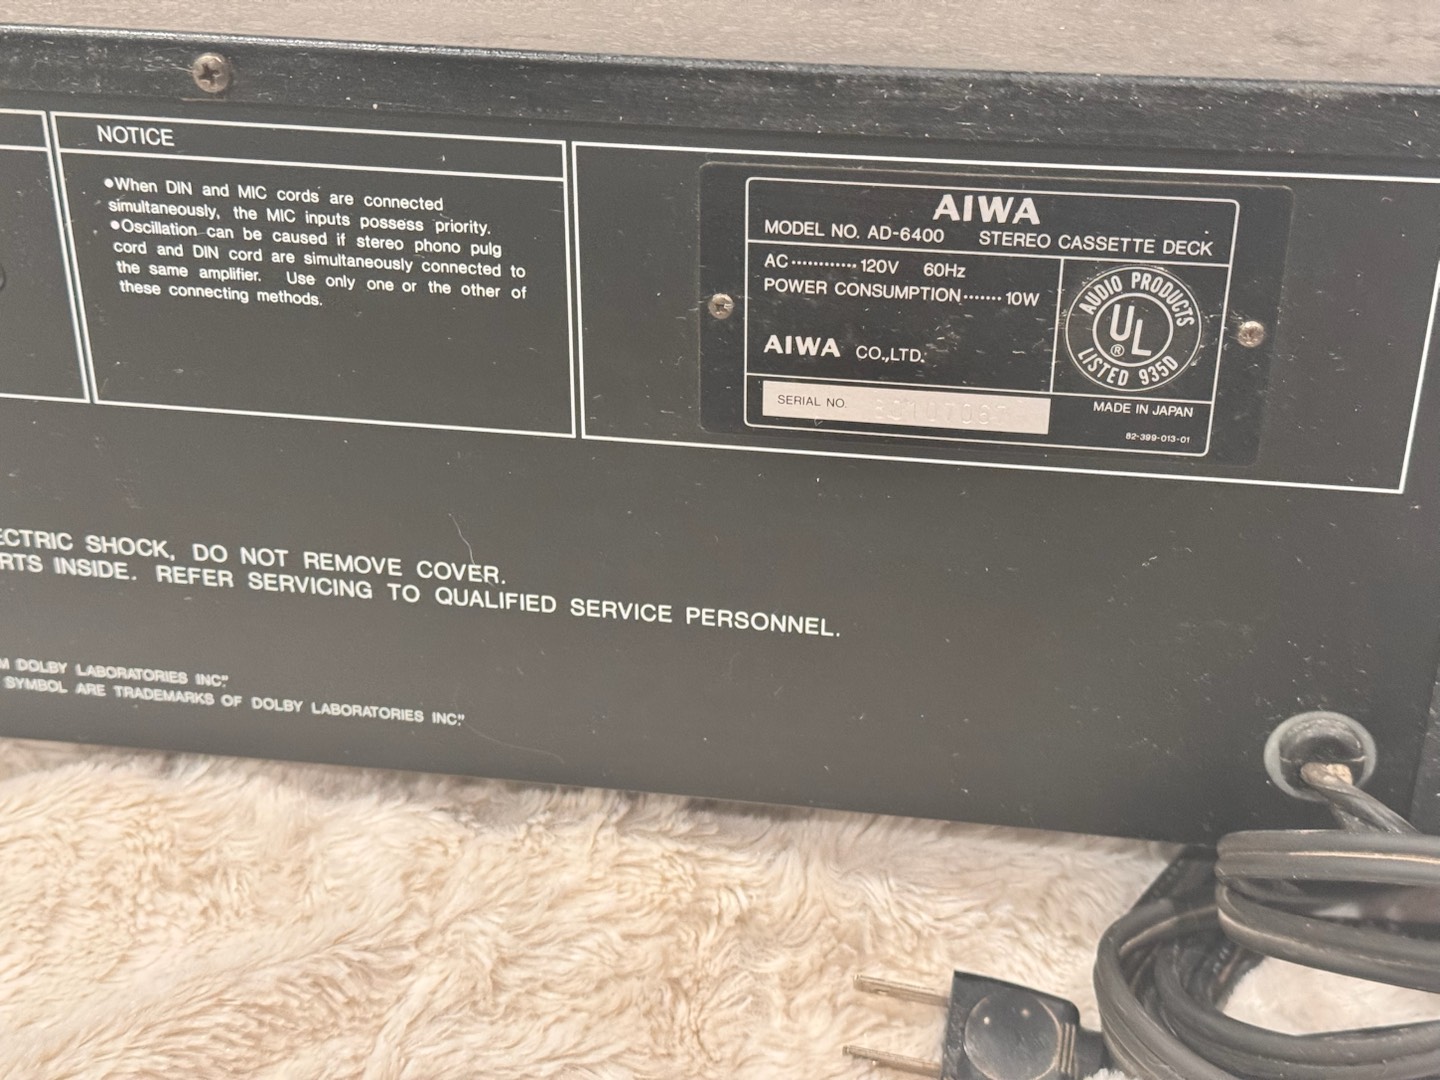 NOTICE
●When DIN and MIC cords are connected
simultaneously, the MIC inputs possess priority.
●Oscillation can be caused if stereo phono pulg
cord and DIN cord are simultaneously connected to
the same amplifier. Use only one or the other of
these connecting methods.
AIWA
MODEL NO. AD-6400 STEREO CASSETTE DECK
AC............ 120V 60Hz
POWER CONSUMPTION....... 10W
AIWA CO.,LTD.
AUDIO PRODUCTS
UL
®
LISTED 935D
SERIAL NO.
MADE IN JAPAN
82-399-013-01
ECTRIC SHOCK, DO NOT REMOVE COVER.
RTS INSIDE. REFER SERVICING TO QUALIFIED SERVICE PERSONNEL.
M DOLBY LABORATORIES INC."
SYMBOL ARE TRADEMARKS OF DOLBY LABORATORIES INC."